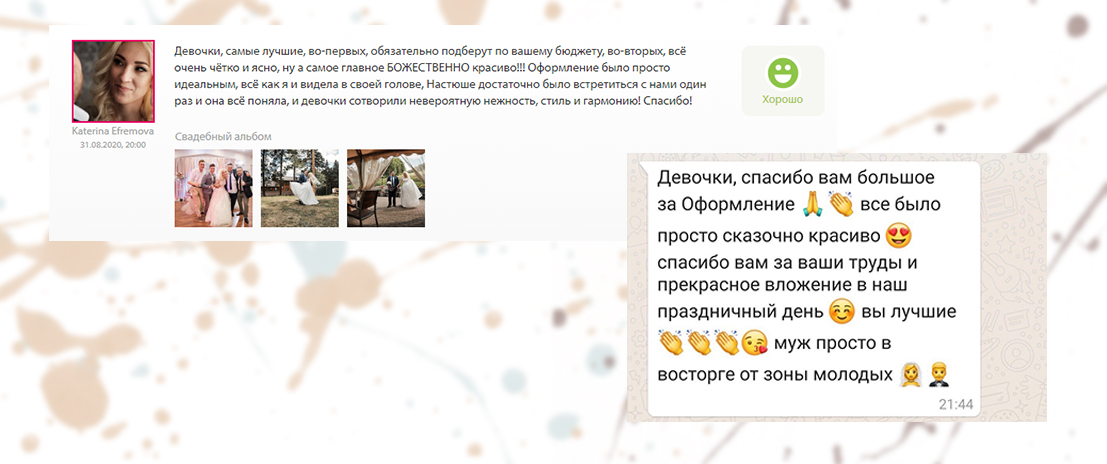 Девочки, самые лучшие, во-первых, обязательно подберут по вашему бюджету, во-вторых, всё
очень чётко и ясно, ну а самое главное БОЖЕСТВЕННО красиво!!! Оформление было просто
идеальным, всё как я и видела в своей голове, Настюше достаточно было встретиться с нами один
раз и она всё поняла, и девочки сотворили невероятную нежность, стиль и гармонию! Спасибо!
Хорошо
Katerina Efremova
31.08.2020, 20:00
Свадебный альбом
Девочки, спасибо вам большое
за Оформление 🙏👏 все было
просто сказочно красиво 😍
спасибо вам за ваши труды и
прекрасное вложение в наш
праздничный день ☺️ вы лучшие
👏👏👏😘 муж просто в
восторге от зоны молодых 👰🤵
21:44